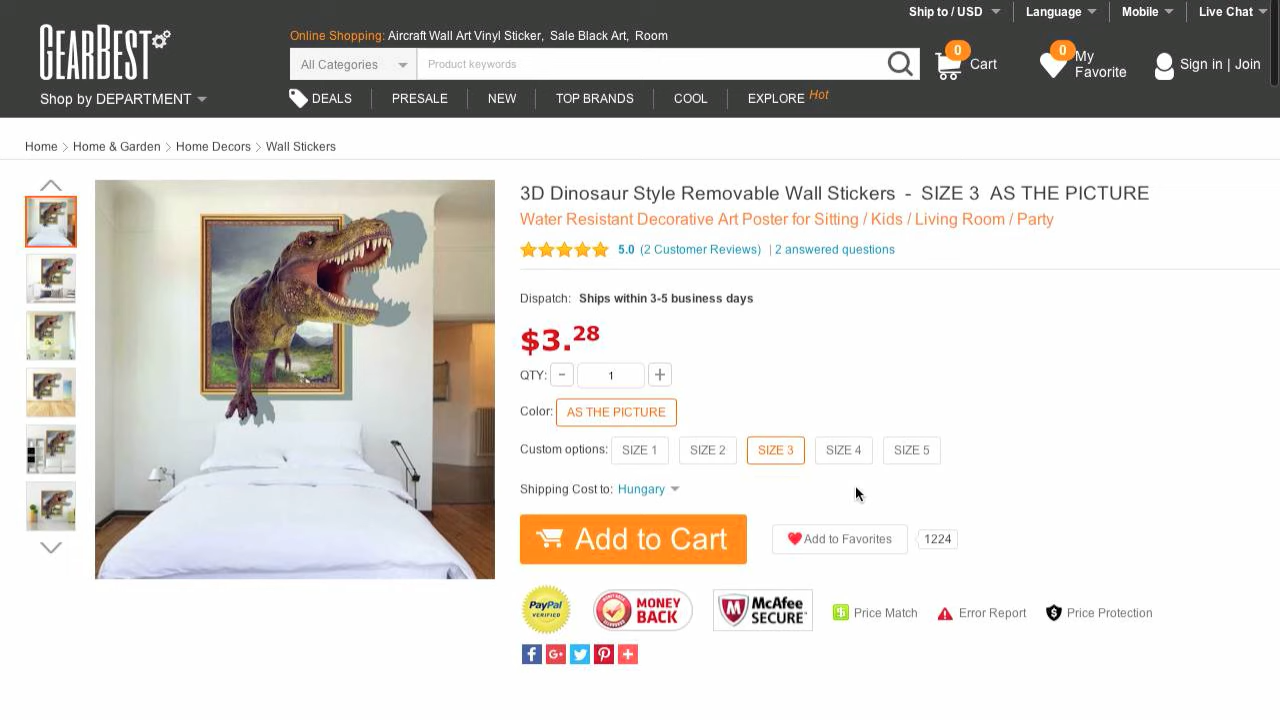 Ship to / USD Language Mobile Live Chat
GEARBEST
Online Shopping: Aircraft Wall Art Vinyl Sticker, Sale Black Art, Room
All Categories Product keywords 0 Cart 0 My Favorite Sign in | Join
Shop by DEPARTMENT DEALS PRESALE NEW TOP BRANDS COOL EXPLORE Hot
Home > Home & Garden > Home Decors > Wall Stickers
3D Dinosaur Style Removable Wall Stickers - SIZE 3 AS THE PICTURE
Water Resistant Decorative Art Poster for Sitting / Kids / Living Room / Party
5.0 (2 Customer Reviews) | 2 answered questions
Dispatch: Ships within 3-5 business days
$3.28
QTY: - 1 +
Color: AS THE PICTURE
Custom options: SIZE 1 SIZE 2 SIZE 3 SIZE 4 SIZE 5
Shipping Cost to: Hungary
Add to Cart Add to Favorites 1224
PayPal VERIFIED MONEY BACK McAfee SECURE Price Match Error Report Price Protection